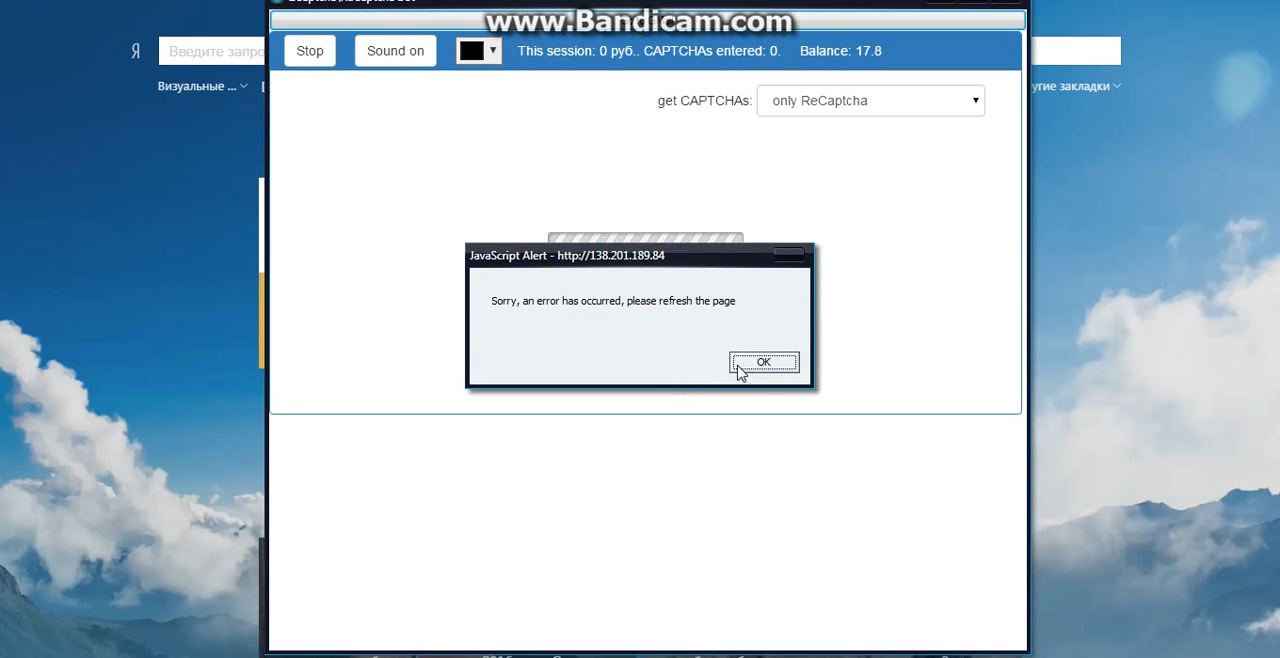 www.Bandicam.com
Я
Введите запро
Stop
Sound on
This session: 0 руб.. CAPTCHAs entered: 0.
Balance: 17.8
Визуальные ...
другие закладки
get CAPTCHAs:
only ReCaptcha
JavaScript Alert - http://138.201.189.84
Sorry, an error has occurred, please refresh the page
OK